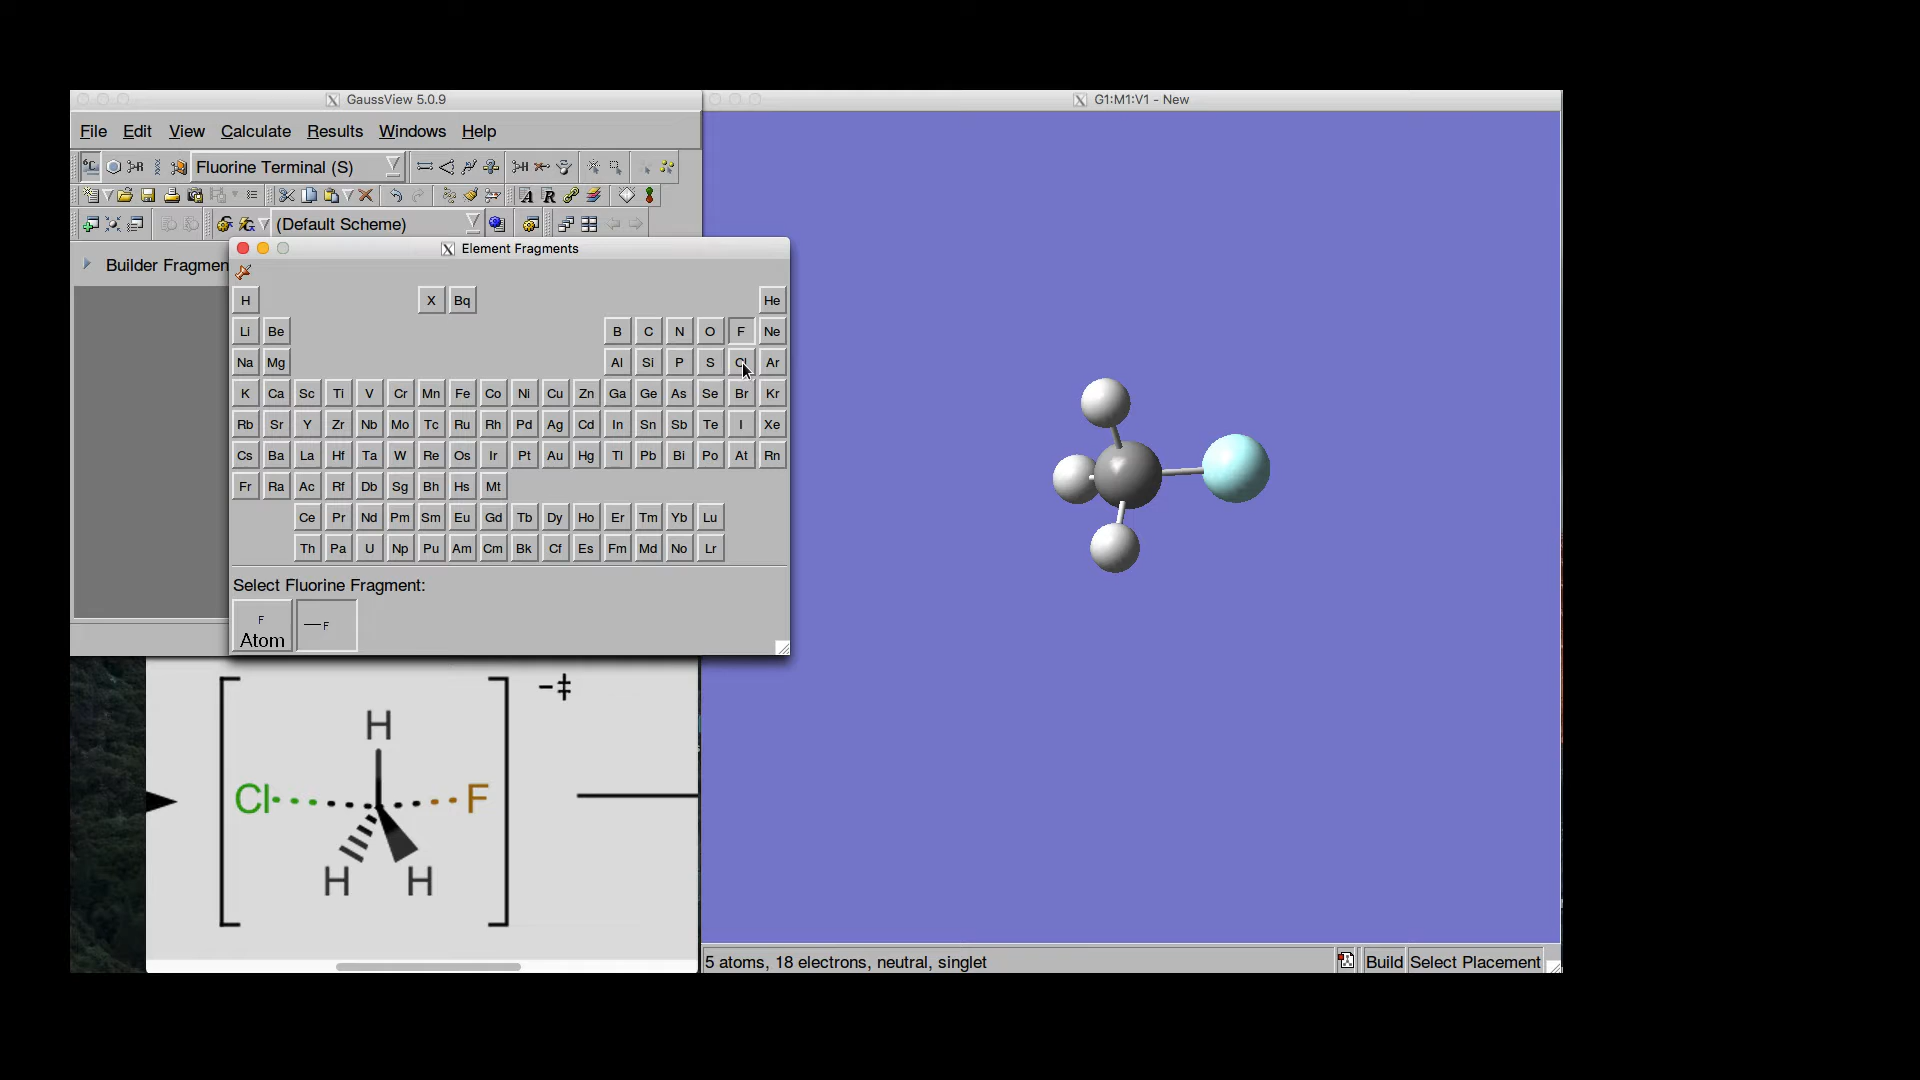 GaussView 5.0.9
File Edit View Calculate Results Windows Help
Fluorine Terminal (S)
(Default Scheme)
Builder Fragmen
Element Fragments
H X Bq He
Li Be B C N O F Ne
Na Mg Al Si P S Cl Ar
K Ca Sc Ti V Cr Mn Fe Co Ni Cu Zn Ga Ge As Se Br Kr
Rb Sr Y Zr Nb Mo Tc Ru Rh Pd Ag Cd In Sn Sb Te I Xe
Cs Ba La Hf Ta W Re Os Ir Pt Au Hg Tl Pb Bi Po At Rn
Fr Ra Ac Rf Db Sg Bh Hs Mt
Ce Pr Nd Pm Sm Eu Gd Tb Dy Ho Er Tm Yb Lu
Th Pa U Np Pu Am Cm Bk Cf Es Fm Md No Lr
Select Fluorine Fragment:
F
Atom
—F
–‡
H
Cl F
H H
G1:M1:V1 - New
5 atoms, 18 electrons, neutral, singlet
Build Select Placement